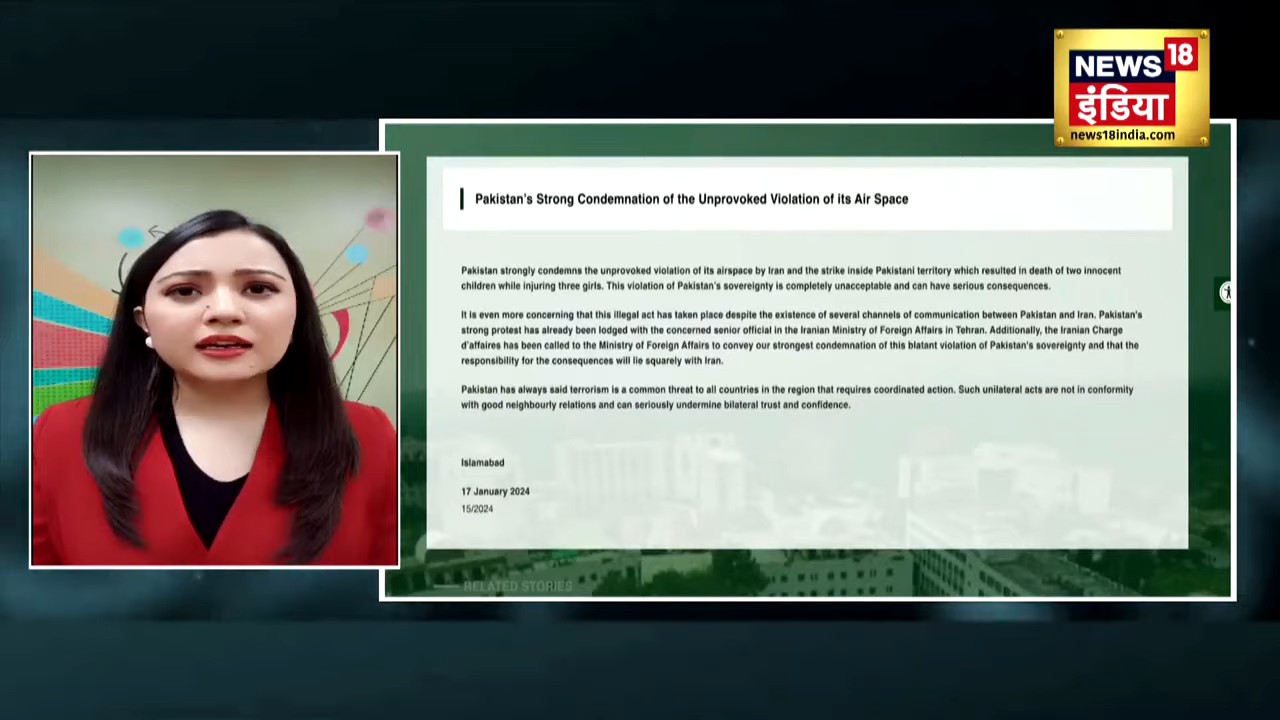 NEWS 18
इंडिया
news18india.com
Pakistan's Strong Condemnation of the Unprovoked Violation of its Air Space
Pakistan strongly condemns the unprovoked violation of its airspace by Iran and the strike inside Pakistani territory which resulted in death of two innocent
children while injuring three girls. This violation of Pakistan's sovereignty is completely unacceptable and can have serious consequences.
It is even more concerning that this illegal act has taken place despite the existence of several channels of communication between Pakistan and Iran. Pakistan's
strong protest has already been lodged with the concerned senior official in the Iranian Ministry of Foreign Affairs in Tehran. Additionally, the Iranian Charge
d'affaires has been called to the Ministry of Foreign Affairs to convey our strongest condemnation of this blatant violation of Pakistan's sovereignty and that the
responsibility for the consequences will lie squarely with Iran.
Pakistan has always said terrorism is a common threat to all countries in the region that requires coordinated action. Such unilateral acts are not in conformity
with good neighbourly relations and can seriously undermine bilateral trust and confidence.
Islamabad
17 January 2024
15/2024
RELATED STORIES